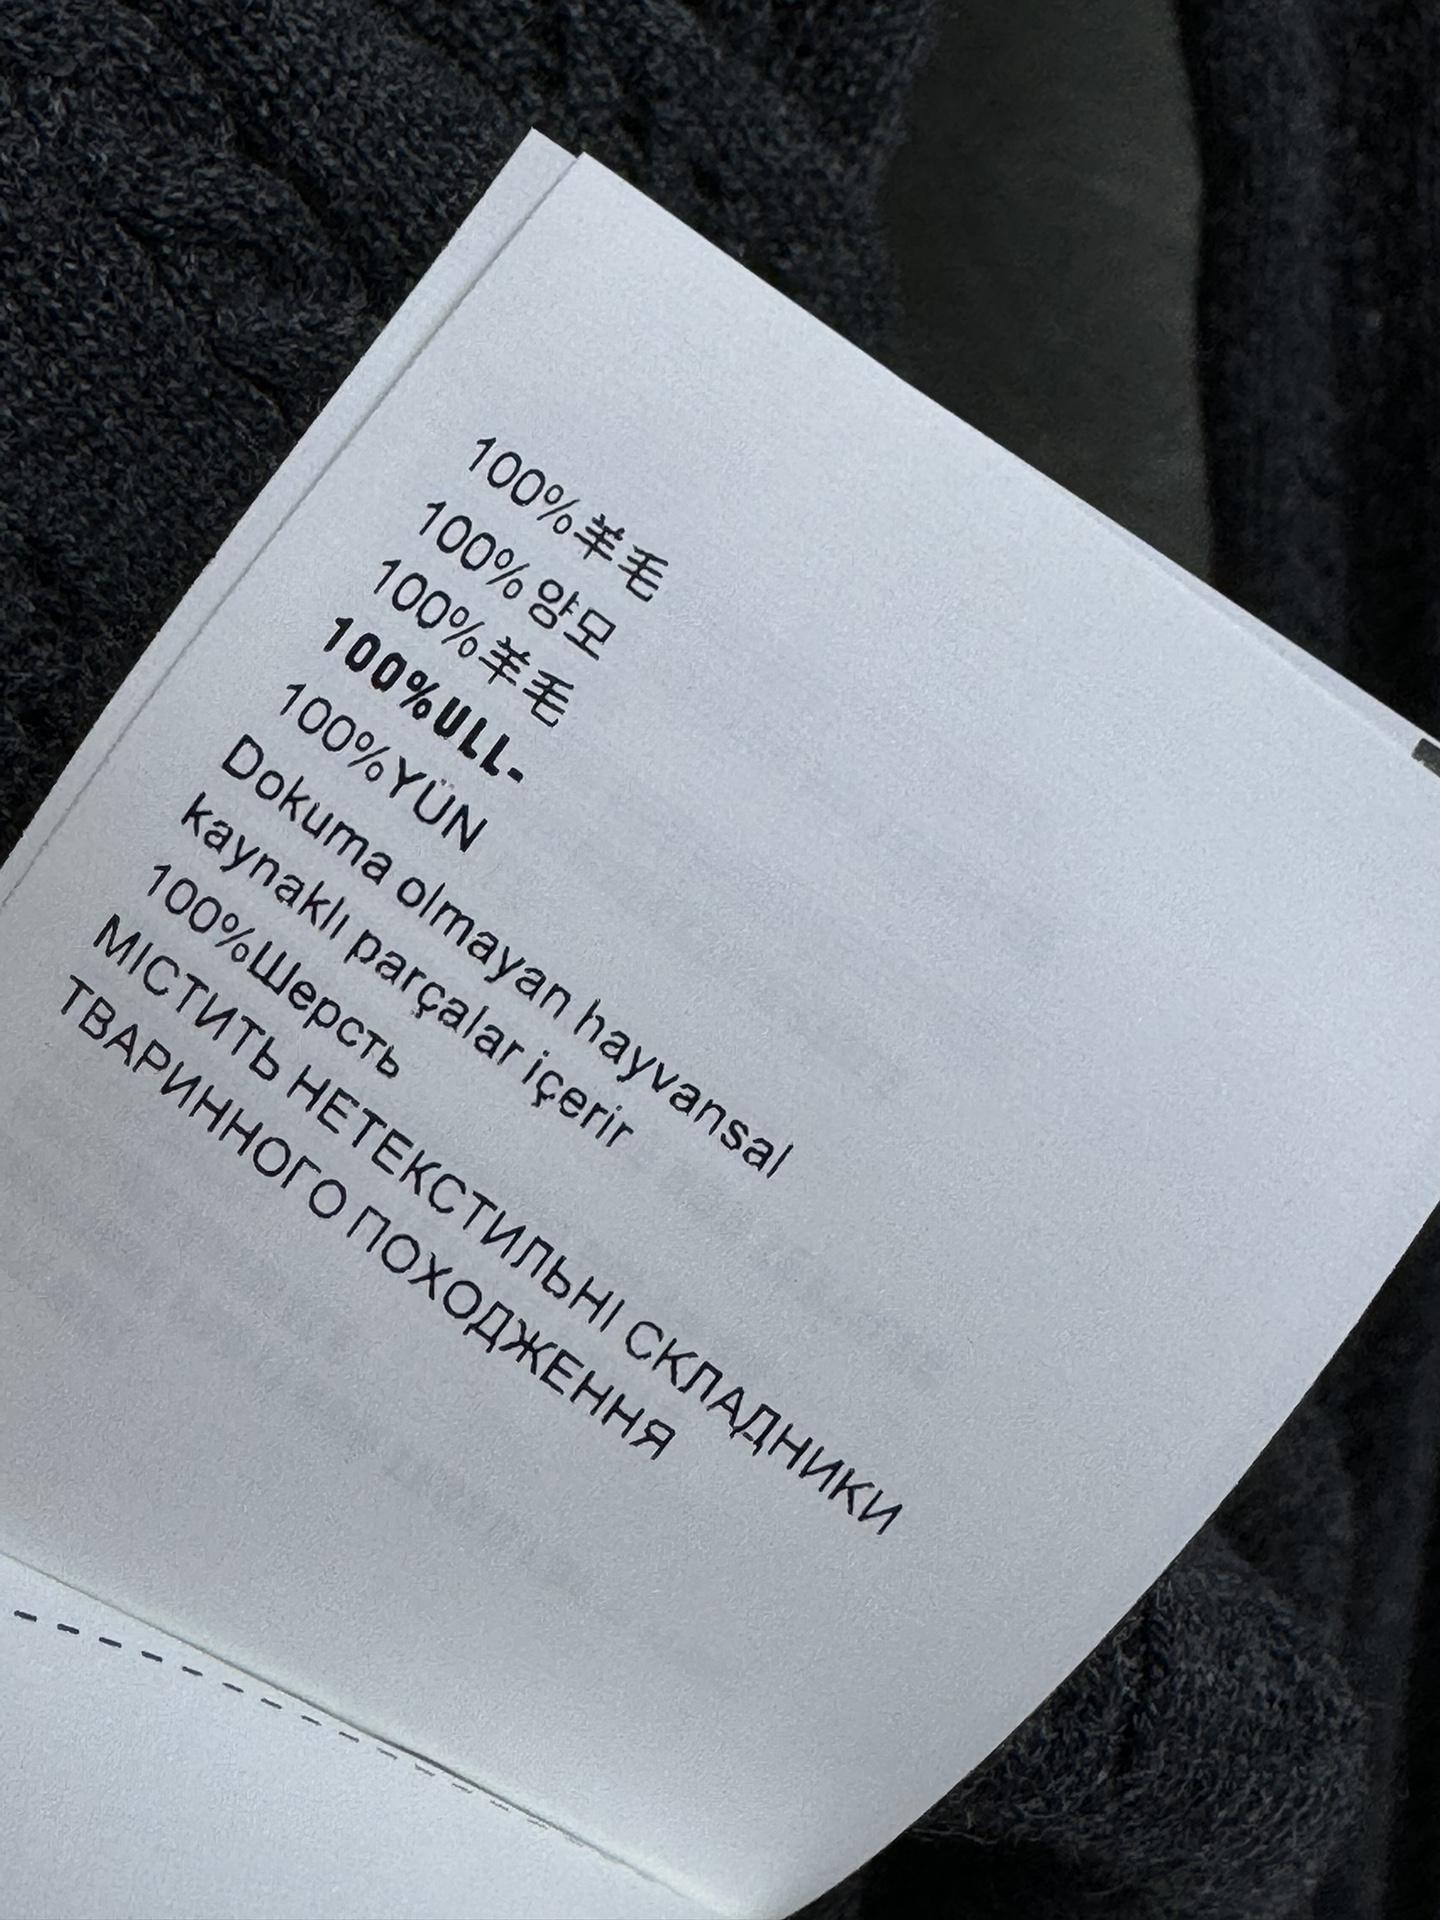 100%羊毛
100%양모
100%羊毛
100%ULL-
100%YÜN
Dokuma olmayan hayvansal
kaynaklı parçalar içerir
100%Шерсть
МІСТИТЬ НЕТЕКСТИЛЬНІ СКЛАДНИКИ
ТВАРИННОГО ПОХОДЖЕННЯ